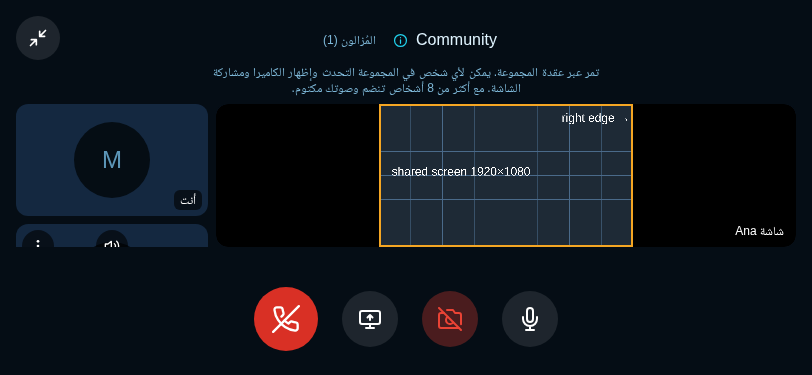 Community
المُزالون (1)
تمر عبر عقدة المجموعة. يمكن لأي شخص في المجموعة التحدث وإظهار الكاميرا ومشاركة
الشاشة. مع أكثر من 8 أشخاص تنضم وصوتك مكتوم.
M
أنت
right edge
shared screen 1920×1080
شاشة Ana